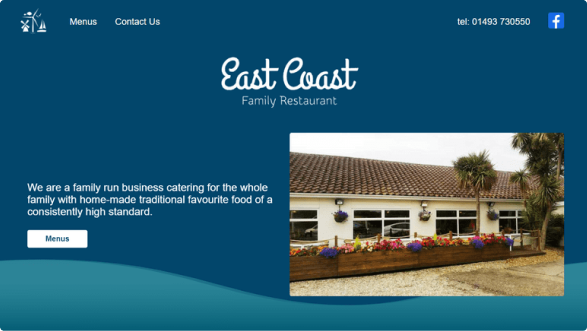 Menus
Contact Us
tel: 01493 730550
East Coast
Family Restaurant
We are a family run business catering for the whole
family with home-made traditional favourite food of a
consistently high standard.
Menus